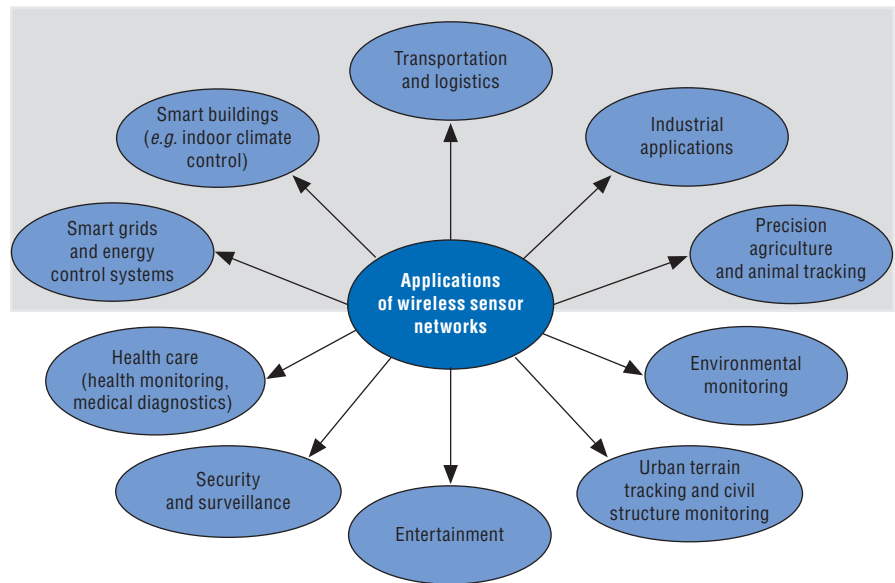 Transportation
and logistics
Smart buildings
(e.g. indoor climate
control)
Industrial
applications
Smart grids
and energy
control systems
Precision
agriculture
and animal tracking
Applications
of wireless sensor
networks
Health care
(health monitoring,
medical diagnostics)
Environmental
monitoring
Security
and surveillance
Urban terrain
tracking and civil
structure monitoring
Entertainment